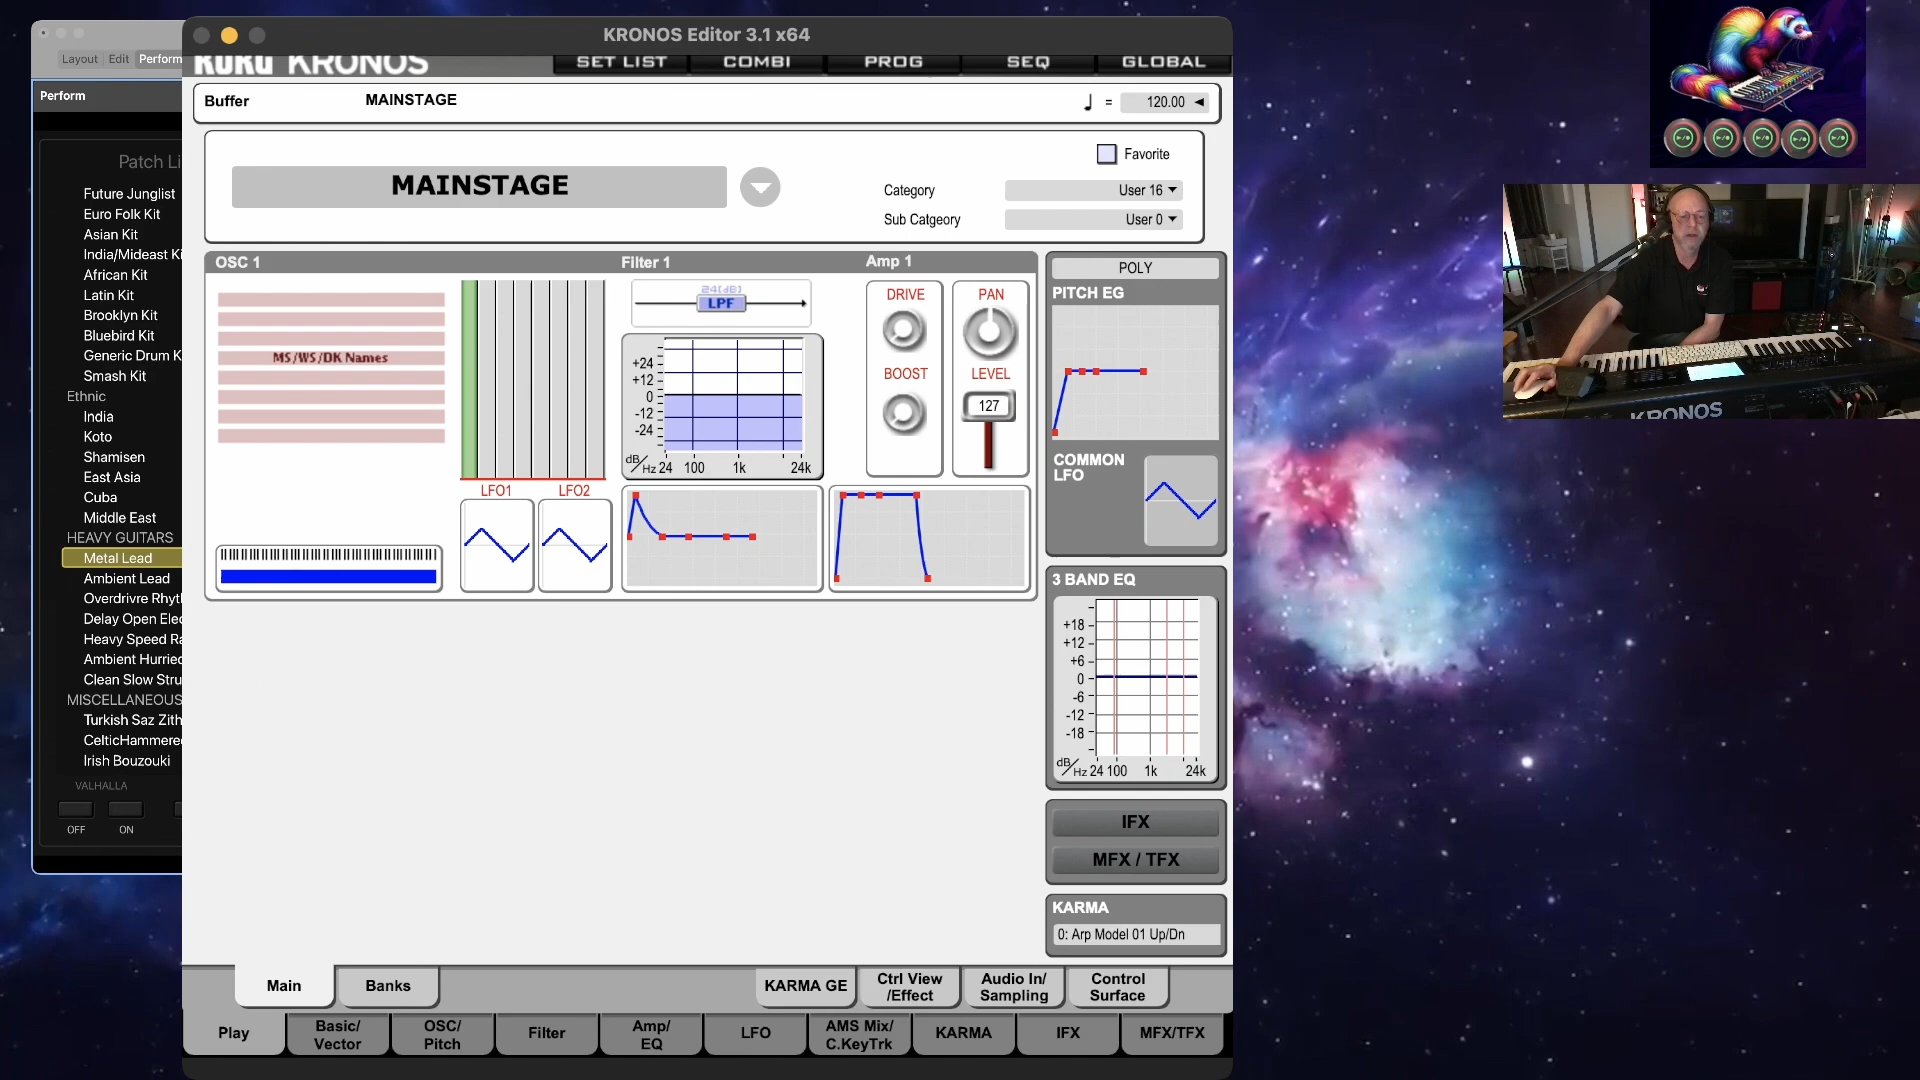 KRONOS Editor 3.1 x64
Layout Edit Perform
KORG KRONOS
SET LIST COMBI PROG SEQ GLOBAL
Perform
Buffer MAINSTAGE = 120.00
Patch Li
Favorite
MAINSTAGE
Category User 16
Sub Catgeory User 0
Future Junglist
Euro Folk Kit
Asian Kit
India/Mideast Ki
African Kit
Latin Kit
Brooklyn Kit
Bluebird Kit
Generic Drum K
Smash Kit
Ethnic
India
Koto
Shamisen
East Asia
Cuba
Middle East
HEAVY GUITARS
Metal Lead
Ambient Lead
Overdrivre Rhyt
Delay Open Elec
Heavy Speed Ra
Ambient Hurried
Clean Slow Stru
MISCELLANEOUS
Turkish Saz Zith
CelticHammere
Irish Bouzouki
VALHALLA
OFF ON
OSC 1 Filter 1 Amp 1
MS/WS/DK Names
LFO1 LFO2
24(dB)
LPF
+24
+12
0
-12
-24
dB/Hz 24 100 1k 24k
DRIVE PAN
BOOST LEVEL
127
POLY
PITCH EG
COMMON
LFO
3 BAND EQ
+18
+12
+6
0
-6
-12
-18
dB/Hz 24 100 1k 24k
IFX
MFX / TFX
KARMA
0: Arp Model 01 Up/Dn
Main Banks KARMA GE Ctrl View /Effect Audio In/ Sampling Control Surface
Play Basic/ Vector OSC/ Pitch Filter Amp/ EQ LFO AMS Mix/ C.KeyTrk KARMA IFX MFX/TFX
KRONOS